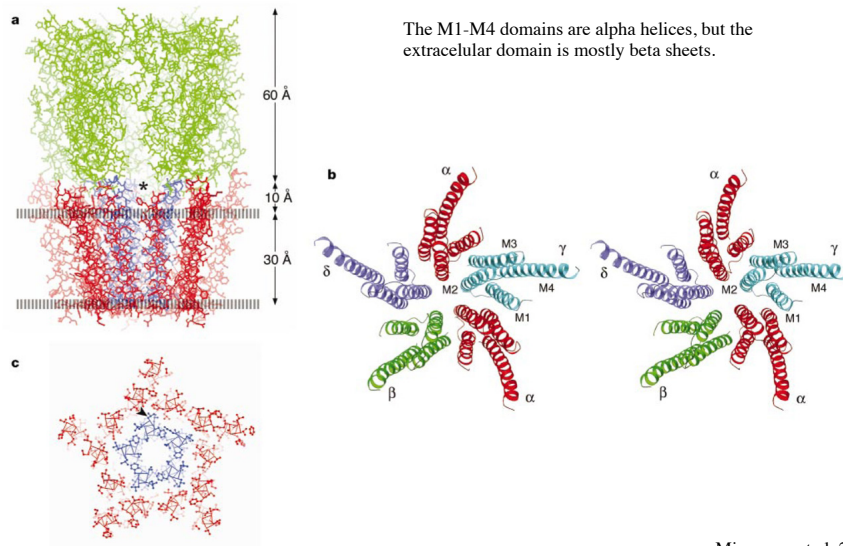 a
The M1-M4 domains are alpha helices, but the
extracelular domain is mostly beta sheets.
60 Å
*
10 Å
30 Å
b
α α
M3 γ M3 γ
δ δ
M2 M4 M2 M4
M1 M1
β α β α
c